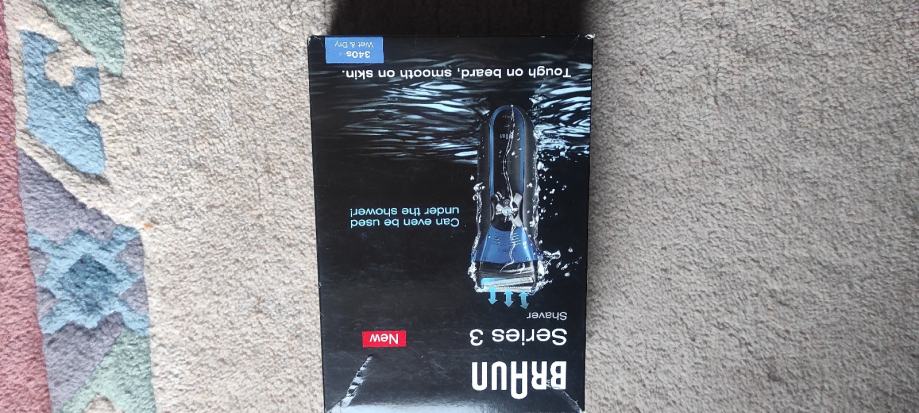 BRAUN
Series 3
New
Shaver
Can even be used
under the shower!
Tough on beard, smooth on skin.
340s
Wet & Dry